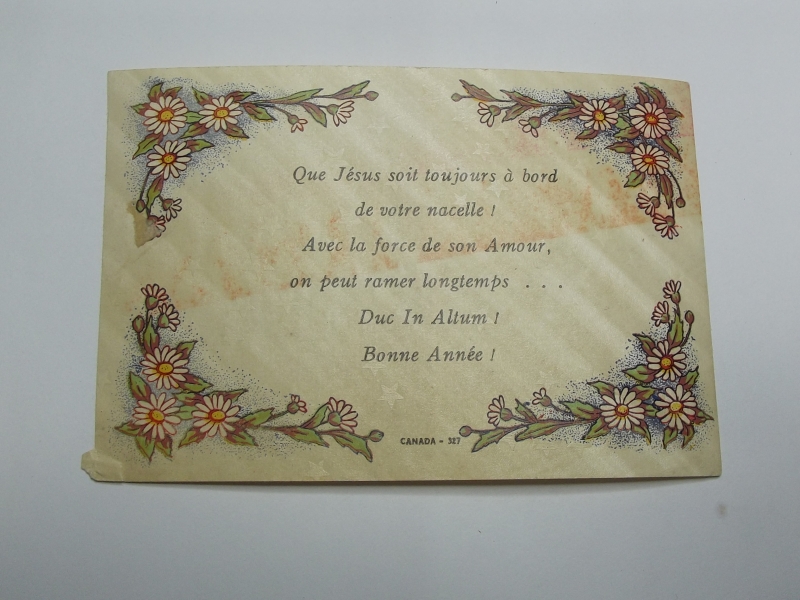 Que Jésus soit toujours à bord
de votre nacelle !
Avec la force de son Amour,
on peut ramer longtemps . . .
Duc In Altum !
Bonne Année !
CANADA - 327